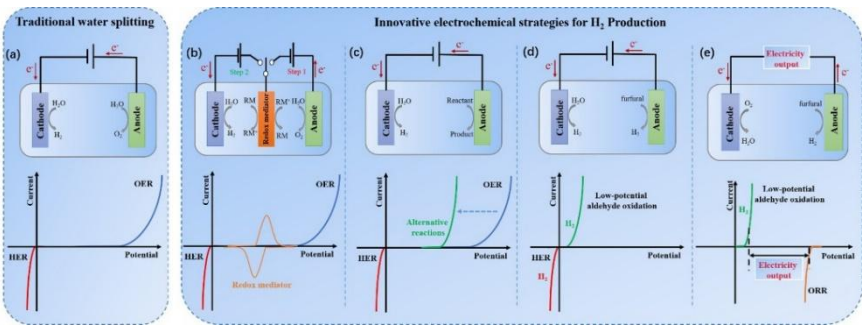 Traditional water splitting
Innovative electrochemical strategies for H₂ Production
(a)
e⁻
e⁻
Cathode
H₂O
H₂
H₂O
O₂
Anode
Current
OER
HER
Potential
(b)
Step 2
Step 1
e⁻
e⁻
Cathode
H₂O
H₂
RM
RM⁺
Redox mediator
RM⁺
RM
H₂O
O₂
Anode
Current
OER
HER
Potential
Redox mediator
(c)
e⁻
e⁻
Cathode
H₂O
H₂
Reactant
Product
Anode
Current
OER
Alternative
reactions
HER
Potential
(d)
e⁻
e⁻
Cathode
H₂O
H₂
furfural
H₂
Anode
Current
Low-potential
aldehyde oxidation
H₂
HER
H₂
Potential
(e)
Electricity
output
e⁻
e⁻
Cathode
O₂
H₂O
furfural
H₂
Anode
Current
Low-potential
aldehyde oxidation
H₂
Potential
Electricity
output
ORR